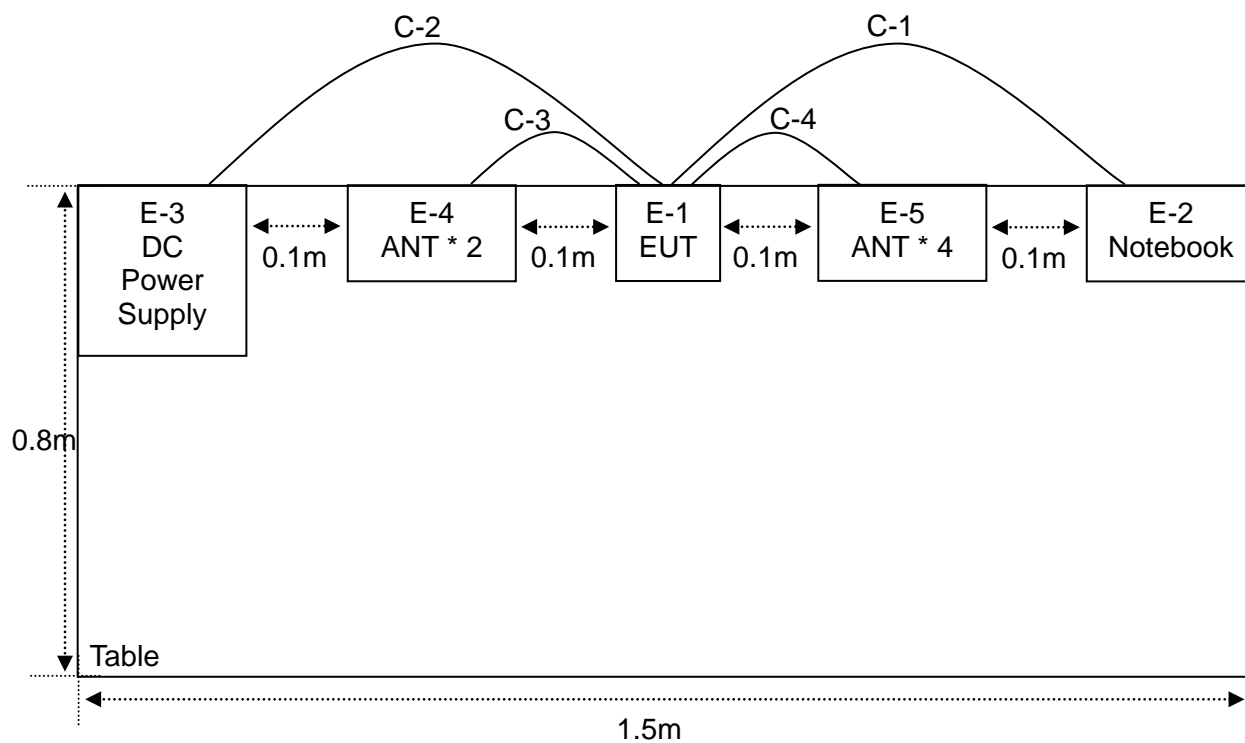 C-2
C-1
C-3
C-4
E-3
DC
Power
Supply
0.1m
E-4
ANT * 2
0.1m
E-1
EUT
0.1m
E-5
ANT * 4
0.1m
E-2
Notebook
0.8m
Table
1.5m